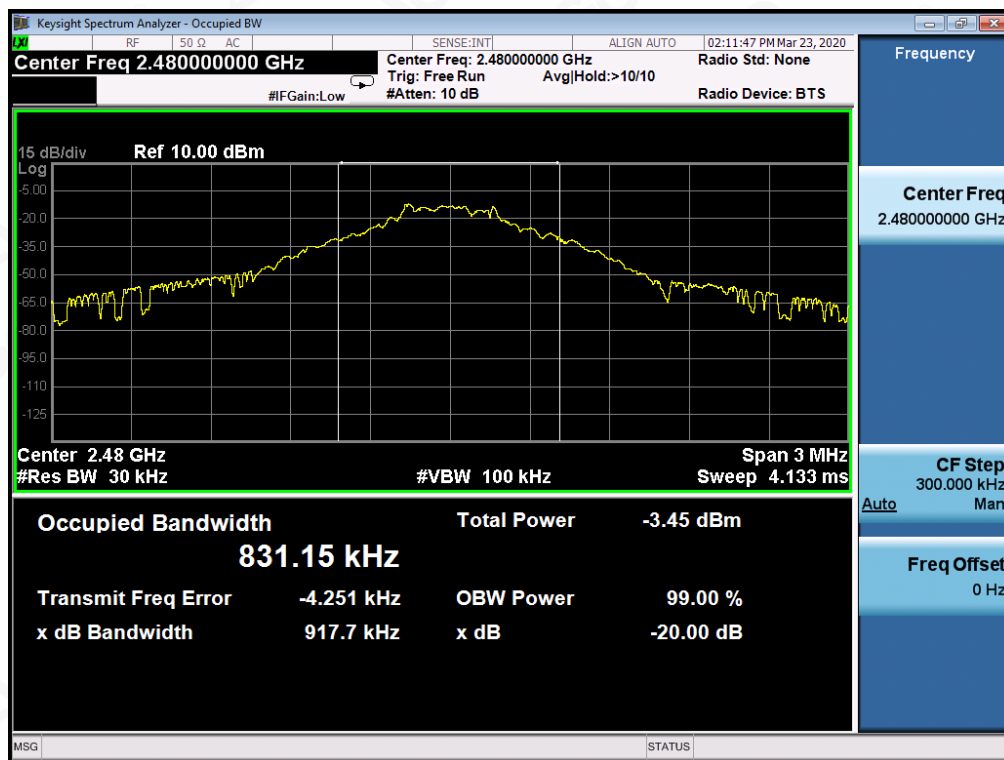 Keysight Spectrum Analyzer - Occupied BW
LXI RF 50 Ω AC SENSE:INT ALIGN AUTO 02:11:47 PM Mar 23, 2020
Center Freq 2.480000000 GHz
Center Freq: 2.480000000 GHz
Radio Std: None
Trig: Free Run Avg|Hold:>10/10
#IFGain:Low
#Atten: 10 dB
Radio Device: BTS
15 dB/div Ref 10.00 dBm
Log
-5.00
-20.0
-35.0
-50.0
-65.0
-80.0
-95.0
-110
-125
Center 2.48 GHz Span 3 MHz
#Res BW 30 kHz #VBW 100 kHz Sweep 4.133 ms
Occupied Bandwidth Total Power -3.45 dBm
831.15 kHz
Transmit Freq Error -4.251 kHz OBW Power 99.00 %
x dB Bandwidth 917.7 kHz x dB -20.00 dB
MSG STATUS
Frequency
Center Freq
2.480000000 GHz
CF Step
300.000 kHz
Auto Man
Freq Offset
0 Hz